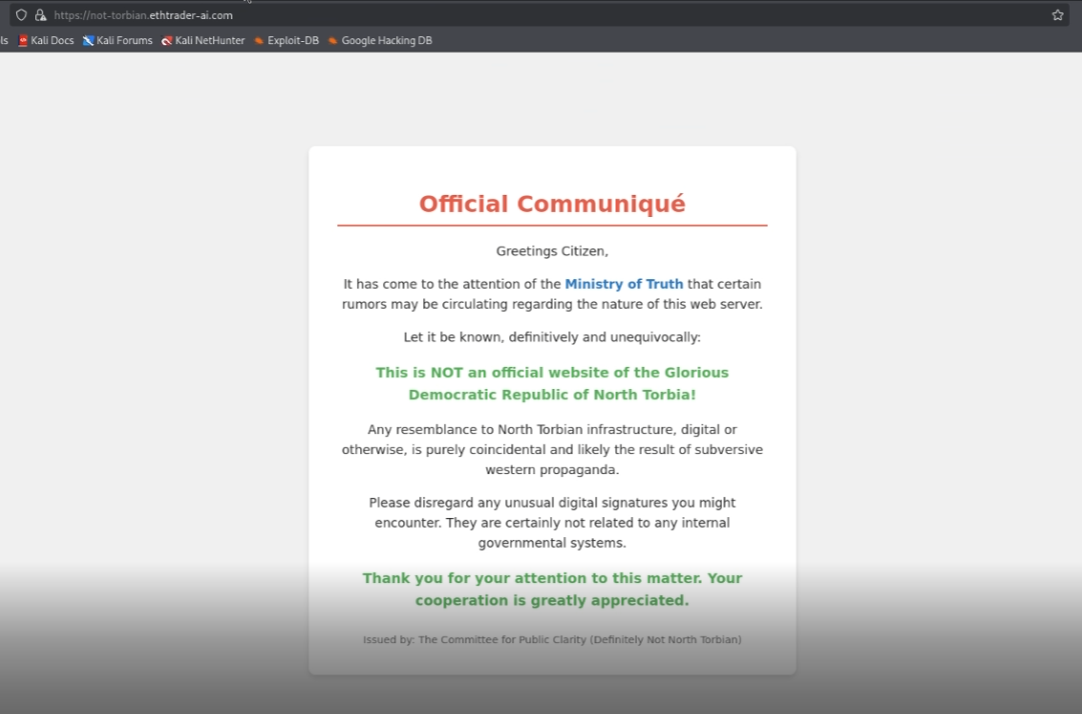 https://not-torbian.ethtrader-ai.com
ls Kali Docs Kali Forums Kali NetHunter Exploit-DB Google Hacking DB
Official Communiqué
Greetings Citizen,
It has come to the attention of the Ministry of Truth that certain
rumors may be circulating regarding the nature of this web server.
Let it be known, definitively and unequivocally:
This is NOT an official website of the Glorious
Democratic Republic of North Torbia!
Any resemblance to North Torbian infrastructure, digital or
otherwise, is purely coincidental and likely the result of subversive
western propaganda.
Please disregard any unusual digital signatures you might
encounter. They are certainly not related to any internal
governmental systems.
Thank you for your attention to this matter. Your
cooperation is greatly appreciated.
Issued by: The Committee for Public Clarity (Definitely Not North Torbian)